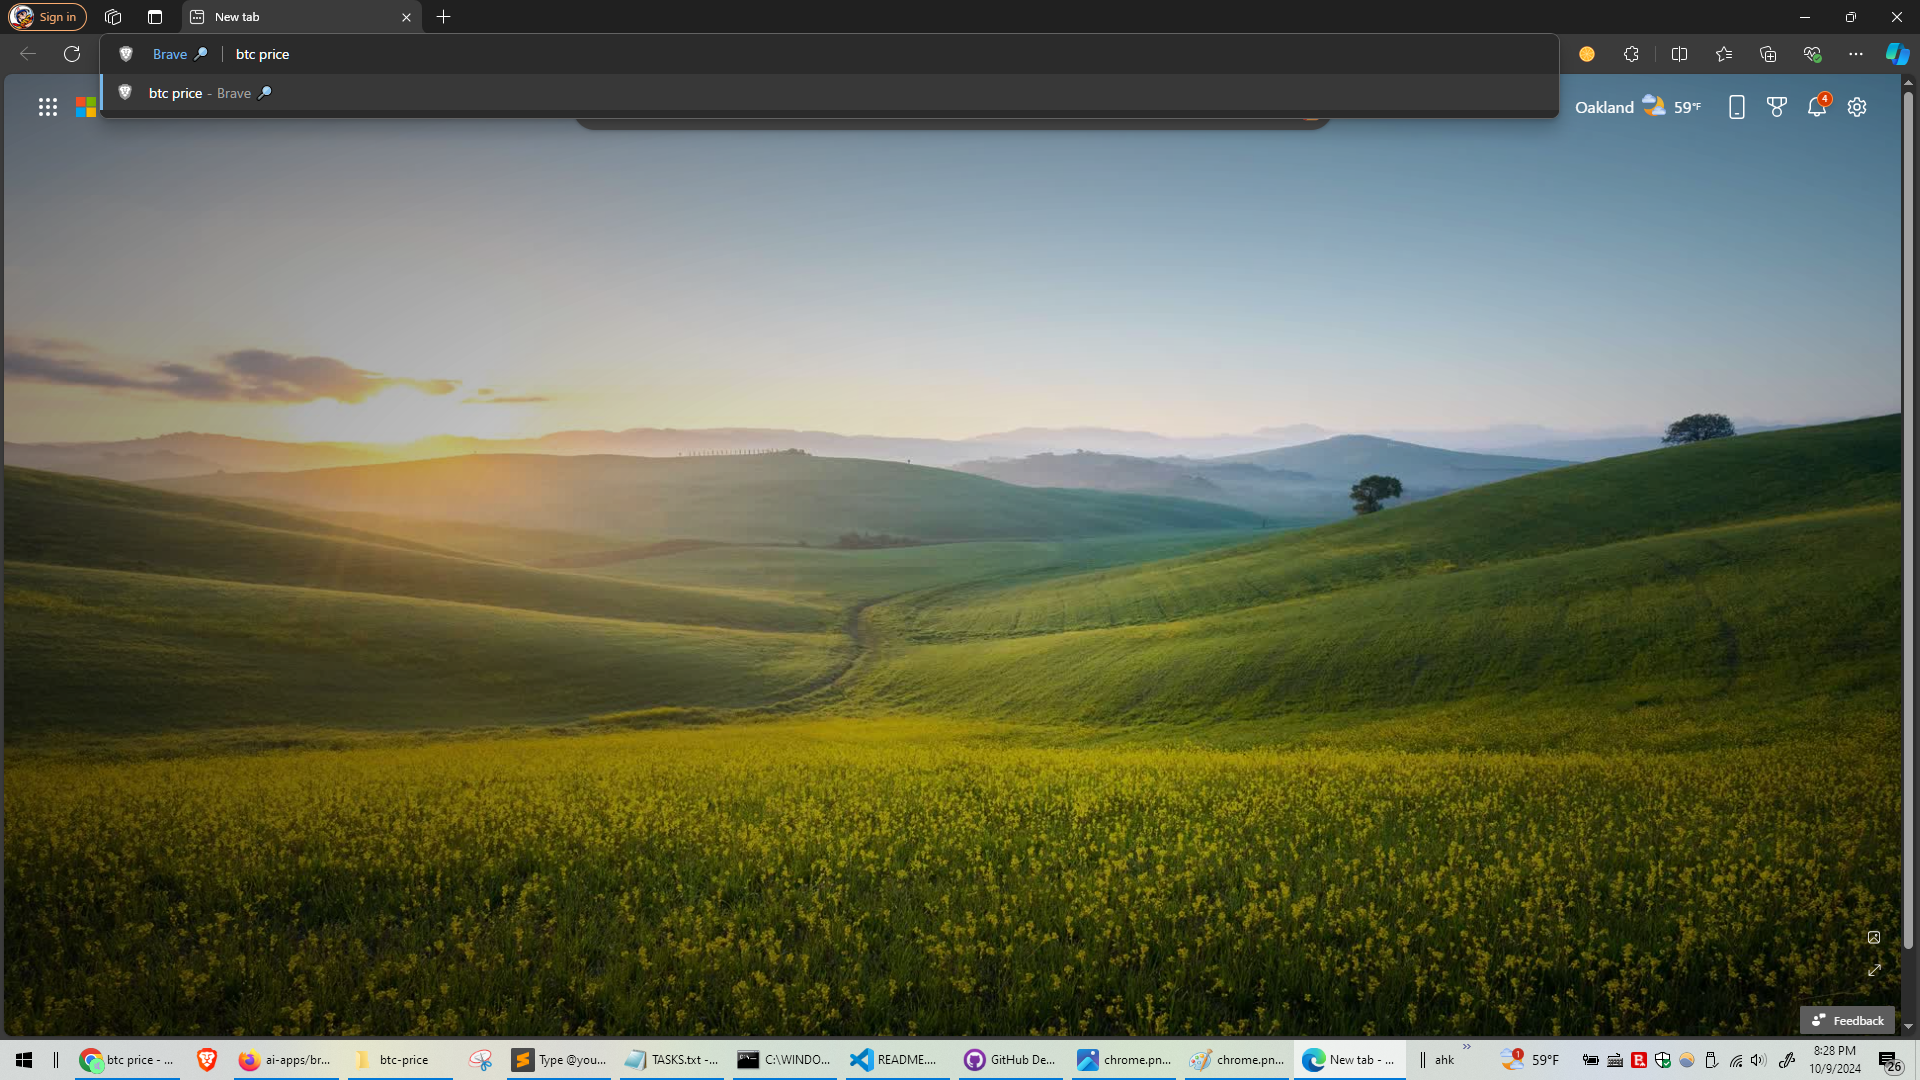 Sign in
New tab
Brave
btc price
btc price - Brave
Oakland
59°F
4
Feedback
btc price - ...
ai-apps/br...
btc-price
Type @you...
TASKS.txt -...
C:\WINDO...
README....
GitHub De...
chrome.pn...
chrome.pn...
New tab - ...
ahk
»
1
59°F
8:28 PM
10/9/2024
26